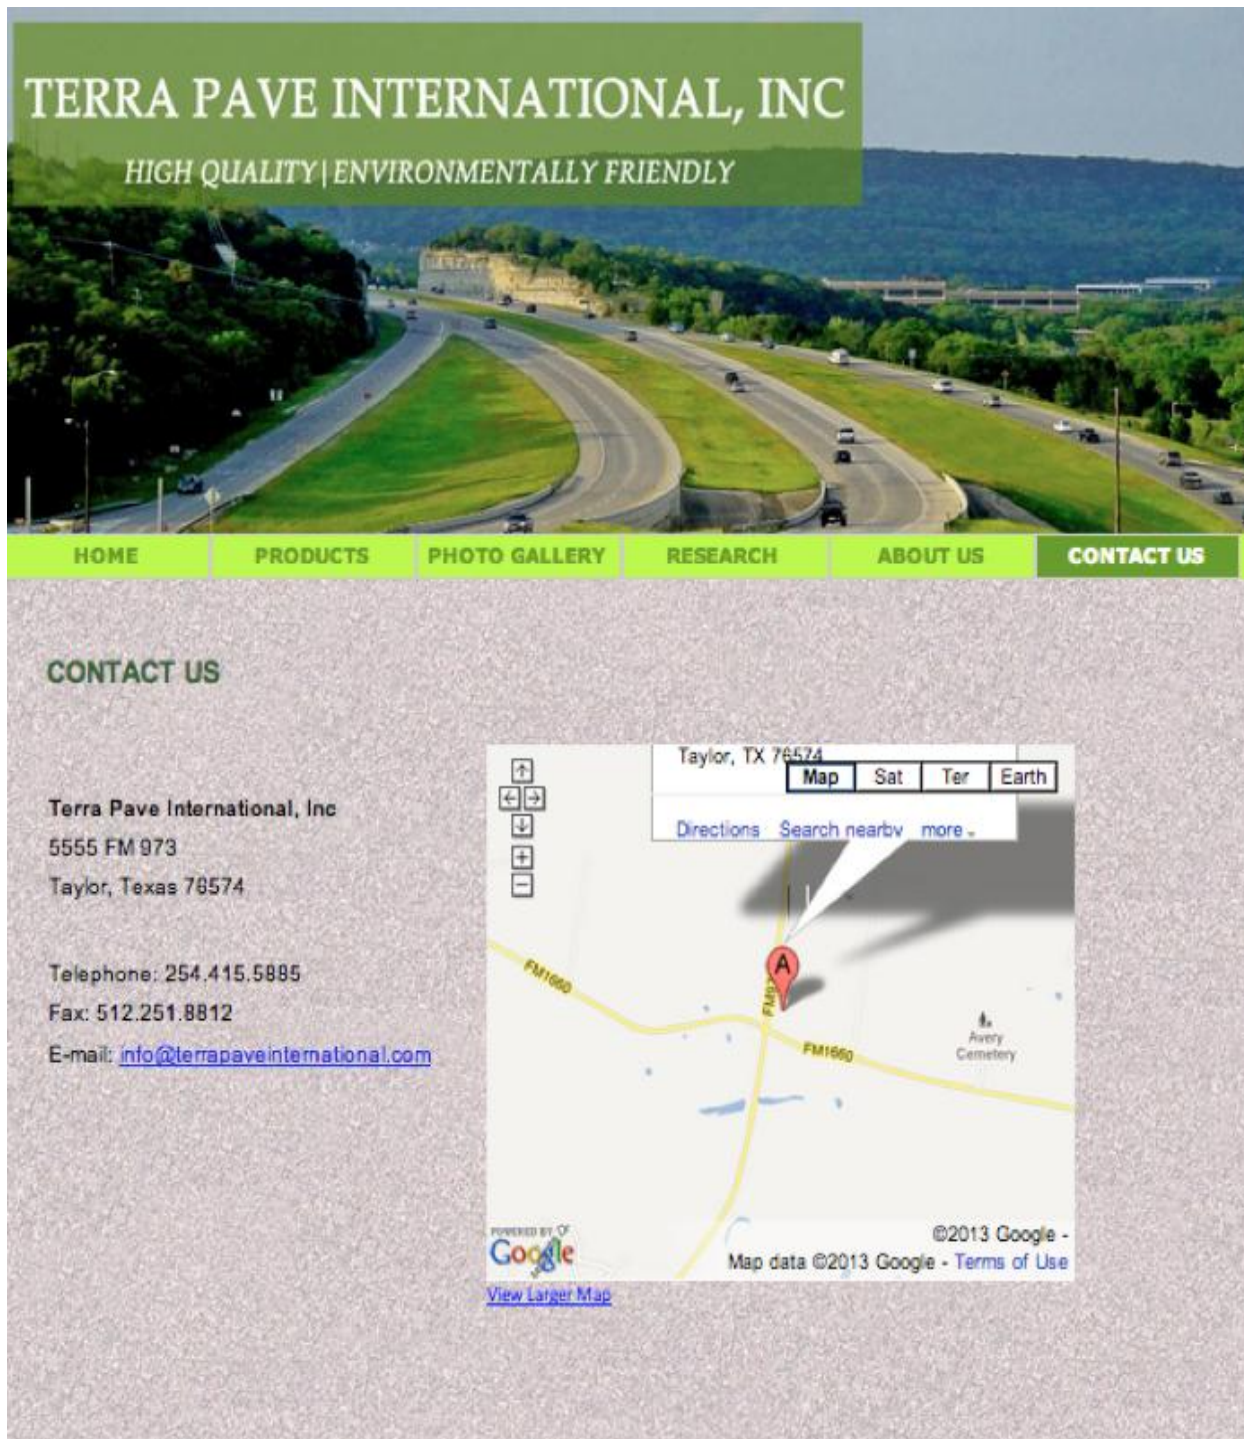 TERRA PAVE INTERNATIONAL, INC
HIGH QUALITY|ENVIRONMENTALLY FRIENDLY
HOME
PRODUCTS
PHOTO GALLERY
RESEARCH
ABOUT US
CONTACT US
CONTACT US
Terra Pave International, Inc
5555 FM 973
Taylor, Texas 76574
Telephone: 254.415.5885
Fax: 512.251.8812
E-mail: info@terrapaveinternational.com
Taylor, TX 76574
Map
Sat
Ter
Earth
Directions Search nearby more
A
FM1660
FM1660
Avery
Cemetery
POWERED BY
Google
©2013 Google -
Map data ©2013 Google - Terms of Use
View Larger Map